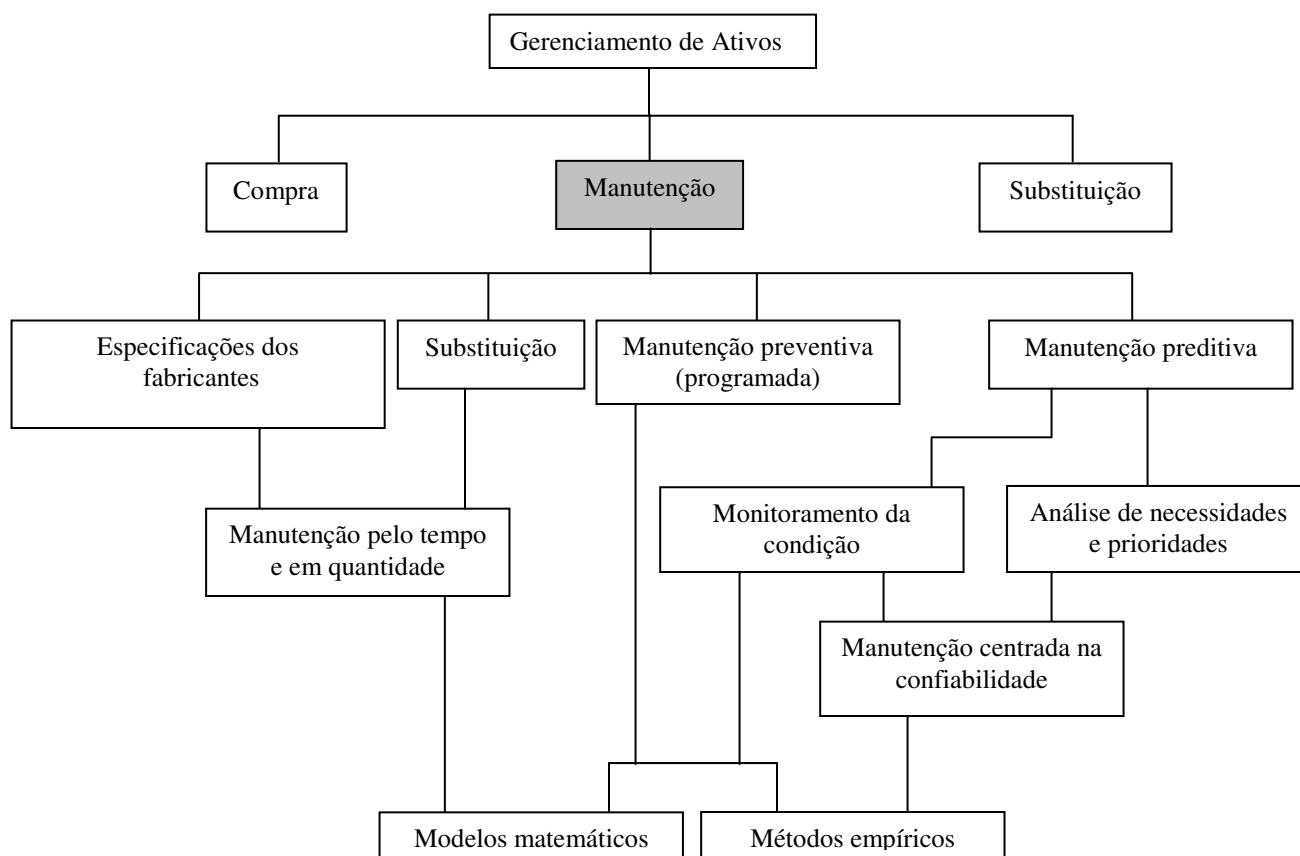 Gerenciamento de Ativos
Compra
Manutenção
Substituição
Especificações dos
fabricantes
Substituição
Manutenção preventiva
(programada)
Manutenção preditiva
Manutenção pelo tempo
e em quantidade
Monitoramento da
condição
Análise de necessidades
e prioridades
Manutenção centrada na
confiabilidade
Modelos matemáticos
Métodos empíricos